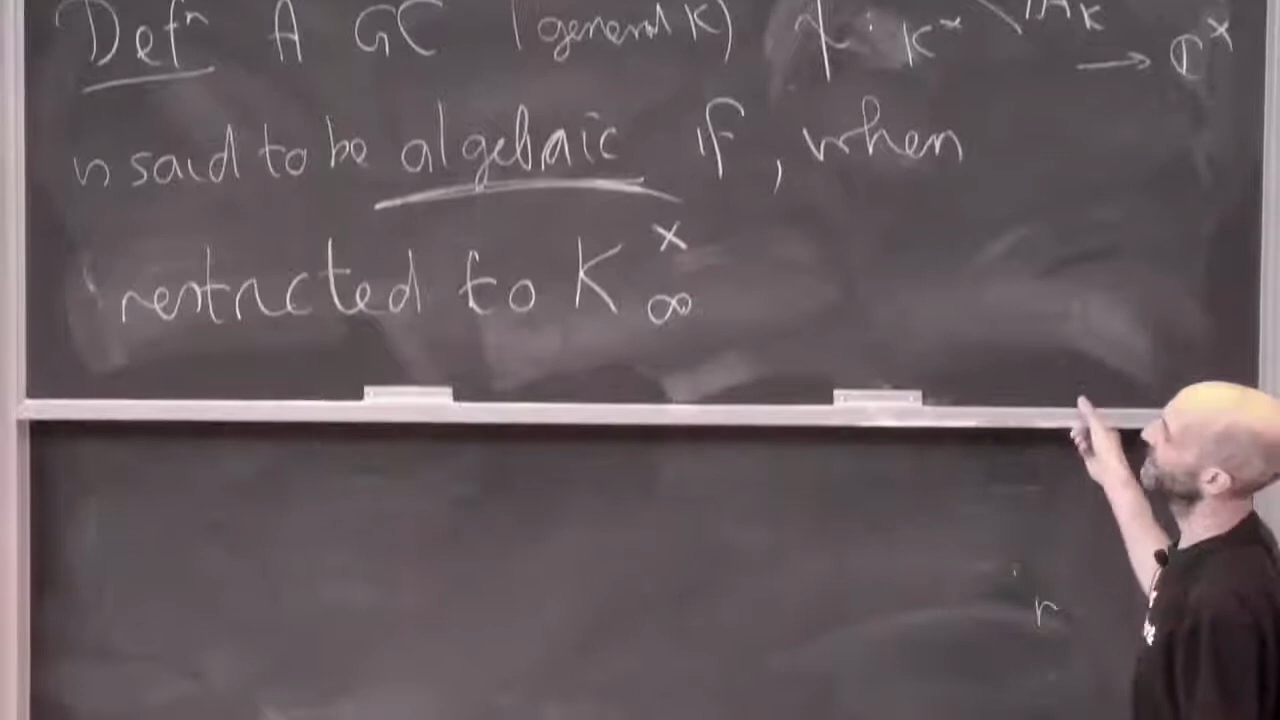 Defⁿ A GC (general K) ψ : K^× \ 𝔸_K^× → ℂ^×
is said to be algebraic if, when
restricted to K_∞^×
r